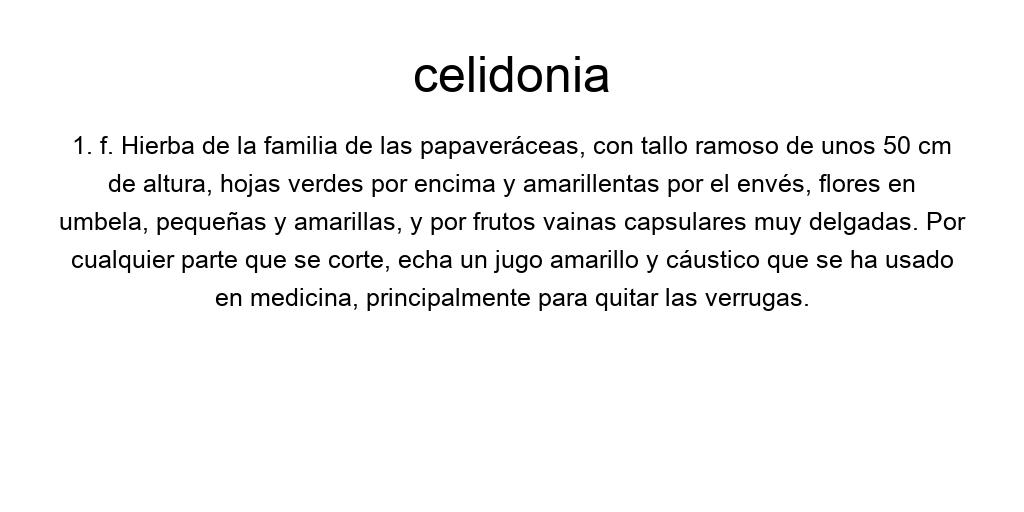 celidonia
1. f. Hierba de la familia de las papaveráceas, con tallo ramoso de unos 50 cm
de altura, hojas verdes por encima y amarillentas por el envés, flores en
umbela, pequeñas y amarillas, y por frutos vainas capsulares muy delgadas. Por
cualquier parte que se corte, echa un jugo amarillo y cáustico que se ha usado
en medicina, principalmente para quitar las verrugas.